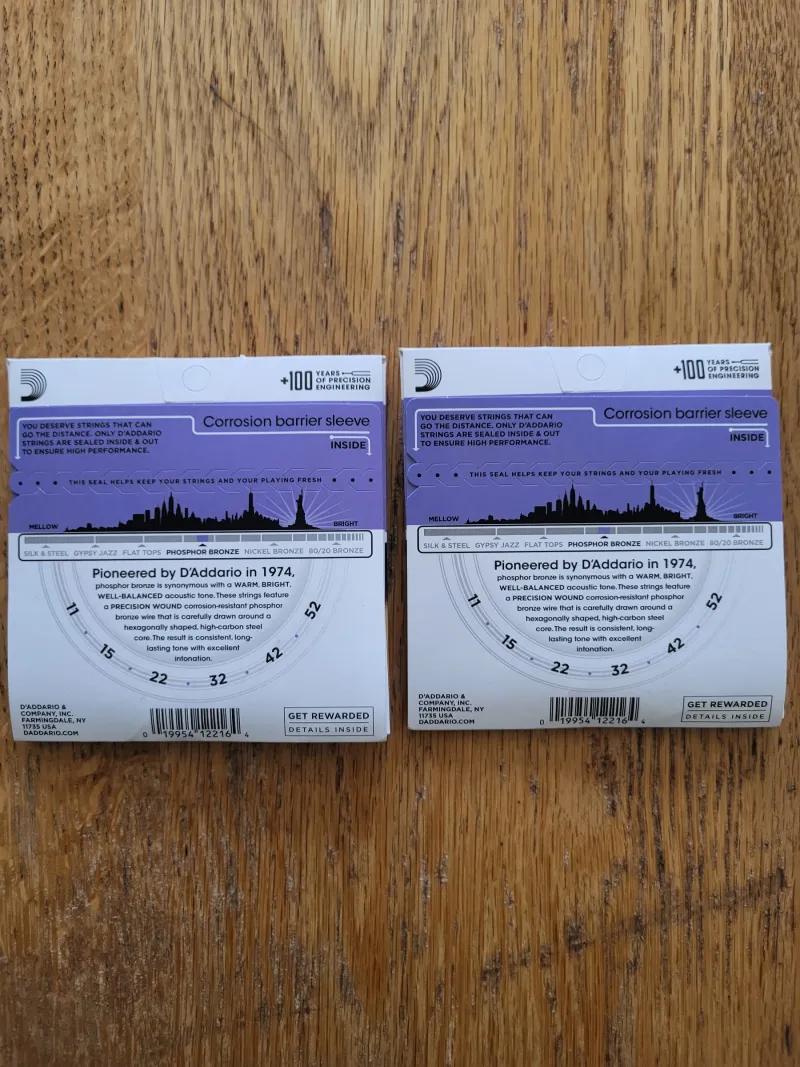 +100 YEARS OF PRECISION ENGINEERING
YOU DESERVE STRINGS THAT CAN
GO THE DISTANCE. ONLY D'ADDARIO
STRINGS ARE SEALED INSIDE & OUT
TO ENSURE HIGH PERFORMANCE.
Corrosion barrier sleeve
INSIDE
THIS SEAL HELPS KEEP YOUR STRINGS AND YOUR PLAYING FRESH
MELLOW
BRIGHT
SILK & STEEL GYPSY JAZZ FLAT TOPS PHOSPHOR BRONZE NICKEL BRONZE 80/20 BRONZE
Pioneered by D'Addario in 1974,
phosphor bronze is synonymous with a WARM, BRIGHT,
WELL-BALANCED acoustic tone. These strings feature
a PRECISION WOUND corrosion-resistant phosphor
bronze wire that is carefully drawn around a
hexagonally shaped, high-carbon steel
core. The result is consistent, long-
lasting tone with excellent
intonation.
11 15 22 32 42 52
D'ADDARIO &
COMPANY, INC.
FARMINGDALE, NY
11735 USA
DADDARIO.COM
0 19954 12216 4
GET REWARDED
DETAILS INSIDE
+100 YEARS OF PRECISION ENGINEERING
YOU DESERVE STRINGS THAT CAN
GO THE DISTANCE. ONLY D'ADDARIO
STRINGS ARE SEALED INSIDE & OUT
TO ENSURE HIGH PERFORMANCE.
Corrosion barrier sleeve
INSIDE
THIS SEAL HELPS KEEP YOUR STRINGS AND YOUR PLAYING FRESH
MELLOW
BRIGHT
SILK & STEEL GYPSY JAZZ FLAT TOPS PHOSPHOR BRONZE NICKEL BRONZE 80/20 BRONZE
Pioneered by D'Addario in 1974,
phosphor bronze is synonymous with a WARM, BRIGHT,
WELL-BALANCED acoustic tone. These strings feature
a PRECISION WOUND corrosion-resistant phosphor
bronze wire that is carefully drawn around a
hexagonally shaped, high-carbon steel
core. The result is consistent, long-
lasting tone with excellent
intonation.
11 15 22 32 42 52
D'ADDARIO &
COMPANY, INC.
FARMINGDALE, NY
11735 USA
DADDARIO.COM
0 19954 12216 4
GET REWARDED
DETAILS INSIDE